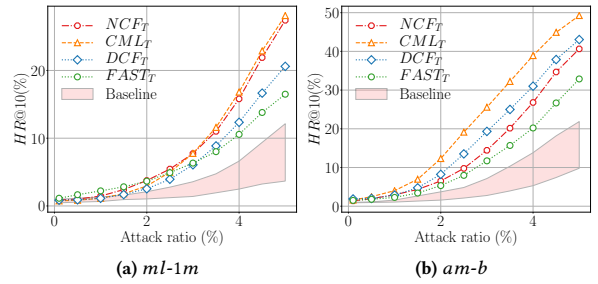 HR@10(%)
20
10
0
NCF_T
CML_T
DCF_T
FAST_T
Baseline
0 2 4
Attack ratio (%)
(a) ml-1m
HR@10(%)
50
40
30
20
10
0
NCF_T
CML_T
DCF_T
FAST_T
Baseline
0 2 4
Attack ratio (%)
(b) am-b